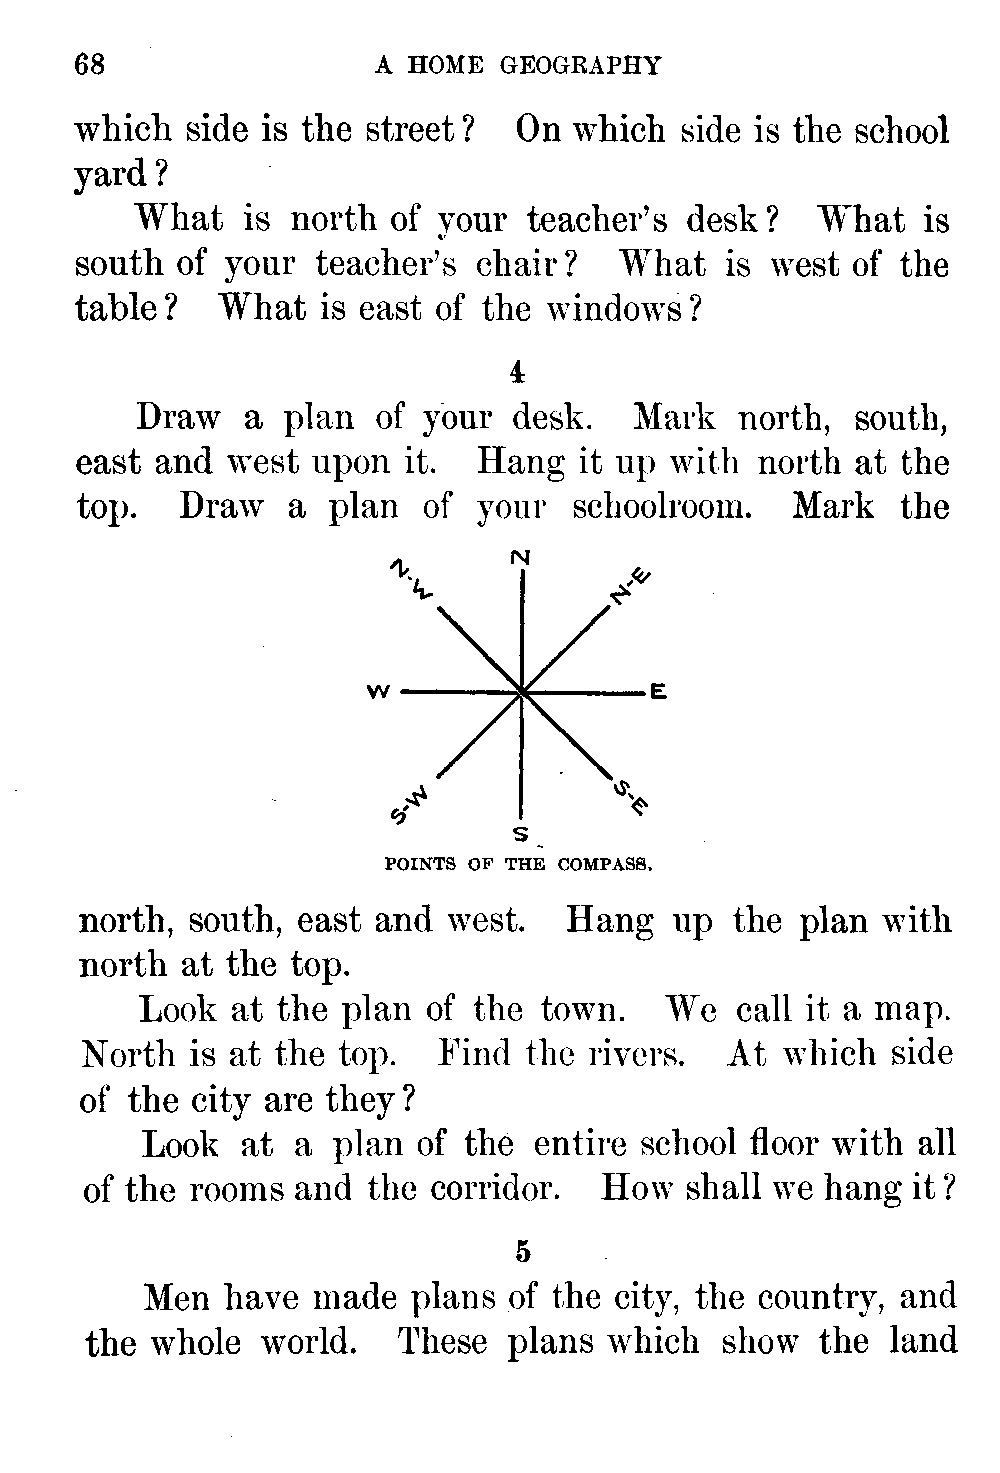 68 A HOME GEOGRAPHY
which side is the street? On which side is the school
yard?
What is north of your teacher's desk? What is
south of your teacher's chair? What is west of the
table? What is east of the windows?
4
Draw a plan of your desk. Mark north, south,
east and west upon it. Hang it up with north at the
top. Draw a plan of your schoolroom. Mark the
N
N-W
N-E
W
E
S-W
S-E
S
POINTS OF THE COMPASS.
north, south, east and west. Hang up the plan with
north at the top.
Look at the plan of the town. We call it a map.
North is at the top. Find the rivers. At which side
of the city are they?
Look at a plan of the entire school floor with all
of the rooms and the corridor. How shall we hang it?
5
Men have made plans of the city, the country, and
the whole world. These plans which show the land